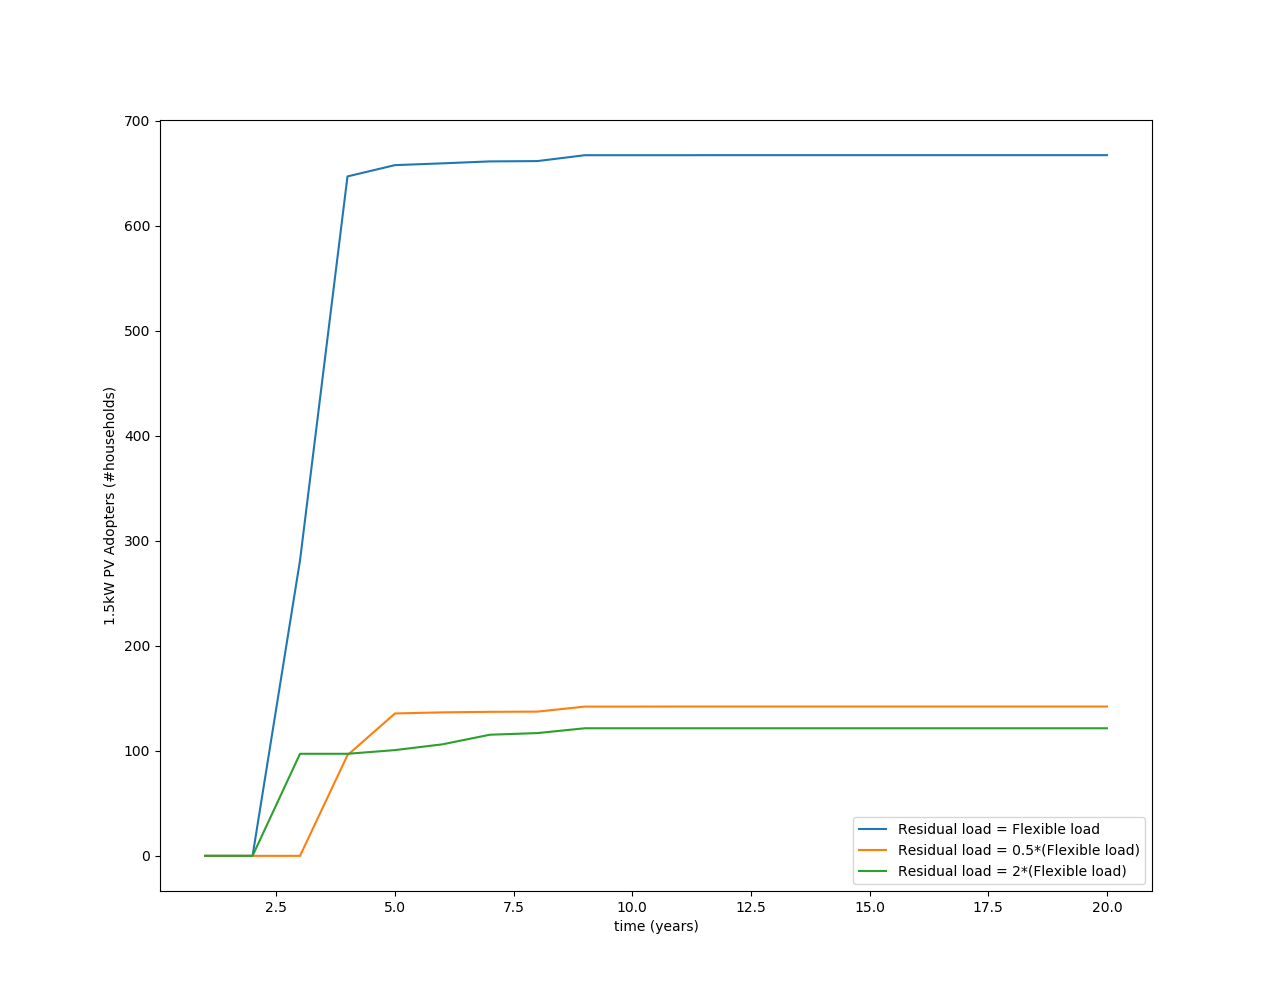 700
600
500
400
300
200
100
0
1.5kW PV Adopters (#households)
2.5 5.0 7.5 10.0 12.5 15.0 17.5 20.0
time (years)
Residual load = Flexible load
Residual load = 0.5*(Flexible load)
Residual load = 2*(Flexible load)